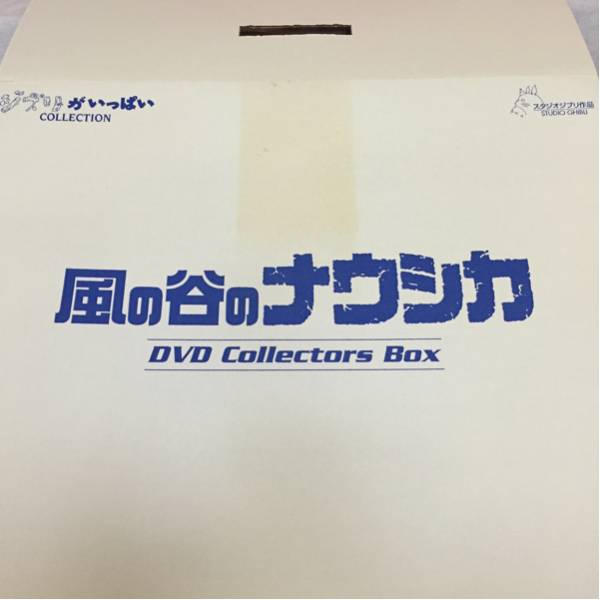 ジブリがいっぱい
COLLECTION
スタジオジブリ作品
STUDIO GHIBLI
風の谷のナウシカ
DVD Collectors Box